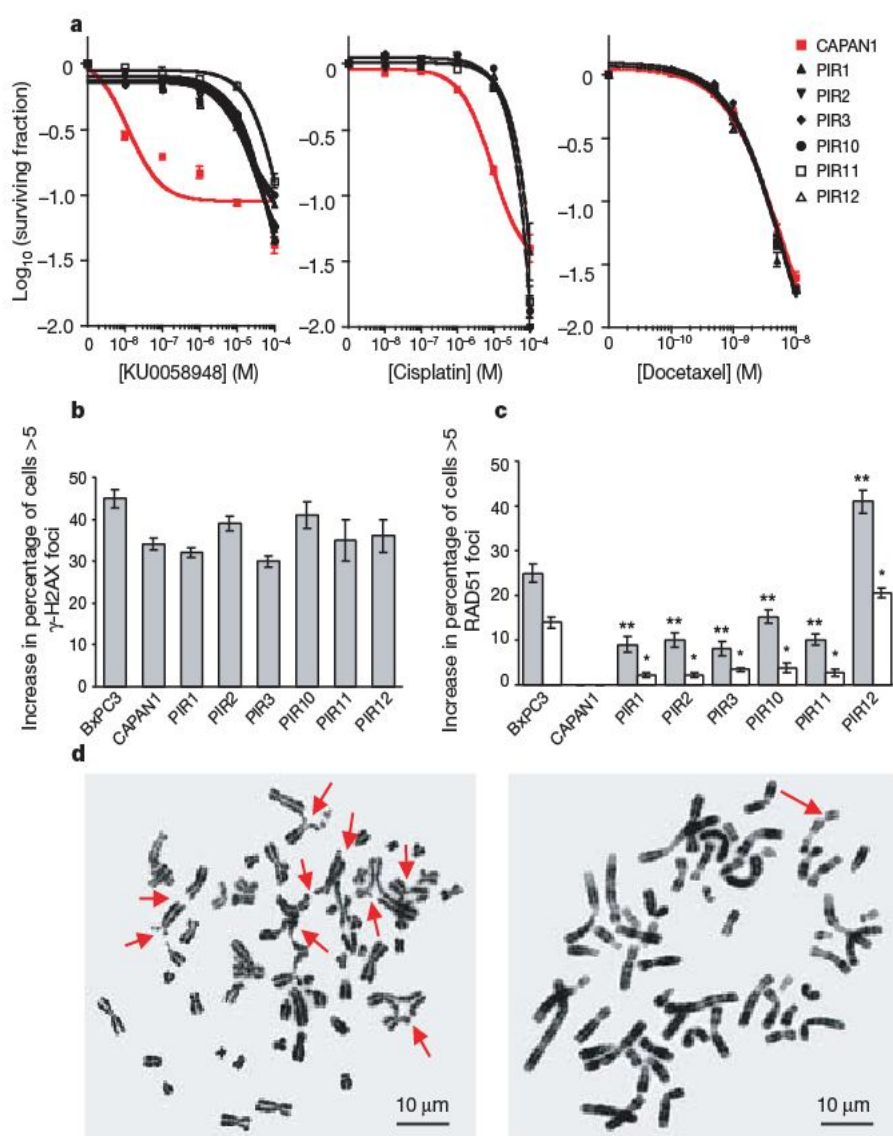 a
CAPAN1
PIR1
PIR2
PIR3
PIR10
PIR11
PIR12
Log10 (surviving fraction)
0
−0.5
−1.0
−1.5
−2.0
0 10−8 10−7 10−6 10−5 10−4
[KU0058948] (M)
0
−0.5
−1.0
−1.5
−2.0
0 10−8 10−7 10−6 10−5 10−4
[Cisplatin] (M)
0
−0.5
−1.0
−1.5
−2.0
0 10−10 10−9 10−8
[Docetaxel] (M)
b
Increase in percentage of cells >5
γ-H2AX foci
50
40
30
20
10
0
BxPC3
CAPAN1
PIR1
PIR2
PIR3
PIR10
PIR11
PIR12
c
Increase in percentage of cells >5
RAD51 foci
50
40
30
20
10
0
** * ** * ** * ** * ** * ** *
BxPC3
CAPAN1
PIR1
PIR2
PIR3
PIR10
PIR11
PIR12
d
10 μm
10 μm